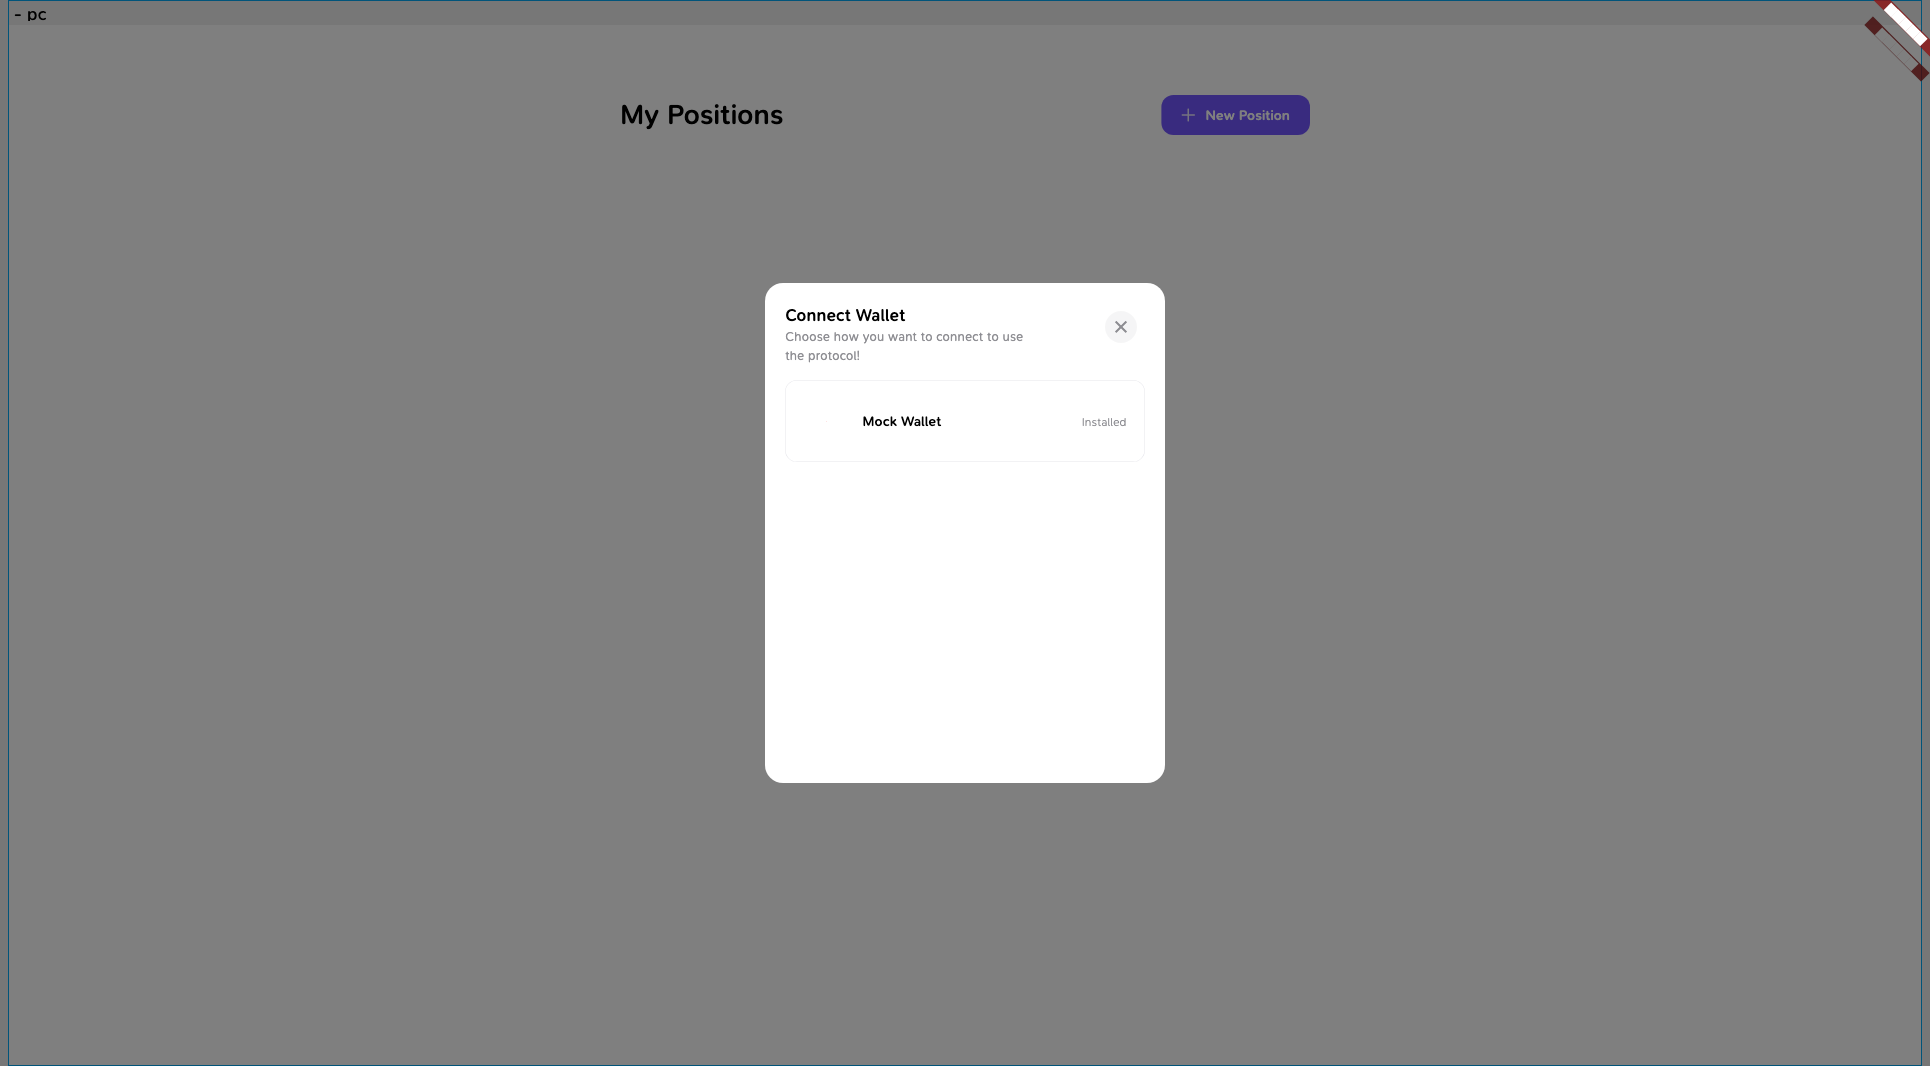 - pc
My Positions
New Position
Connect Wallet
Choose how you want to connect to use
the protocol!
Mock Wallet
Installed